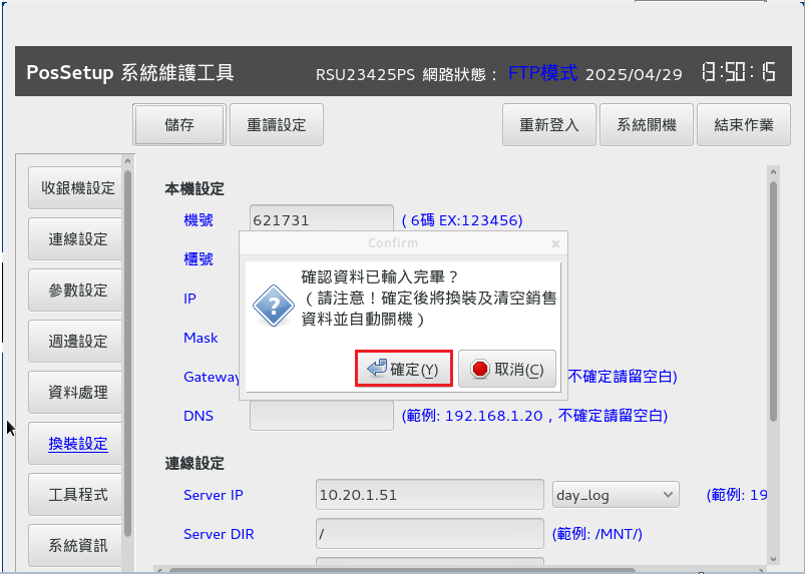 PosSetup 系統維護工具 RSU23425PS 網路狀態： FTP模式 2025/04/29 13:50:15
儲存 重讀設定 重新登入 系統關機 結束作業
收銀機設定
連線設定
參數設定
週邊設定
資料處理
換裝設定
工具程式
系統資訊
本機設定
機號 621731 ( 6碼 EX:123456)
櫃號
IP
Mask
Gateway 不確定請留空白)
DNS (範例: 192.168.1.20 , 不確定請留空白)
Confirm
確認資料已輸入完畢？
（請注意！確定後將換裝及清空銷售
資料並自動關機）
確定(Y) 取消(C)
連線設定
Server IP 10.20.1.51 day_log (範例: 19
Server DIR / (範例: /MNT/)